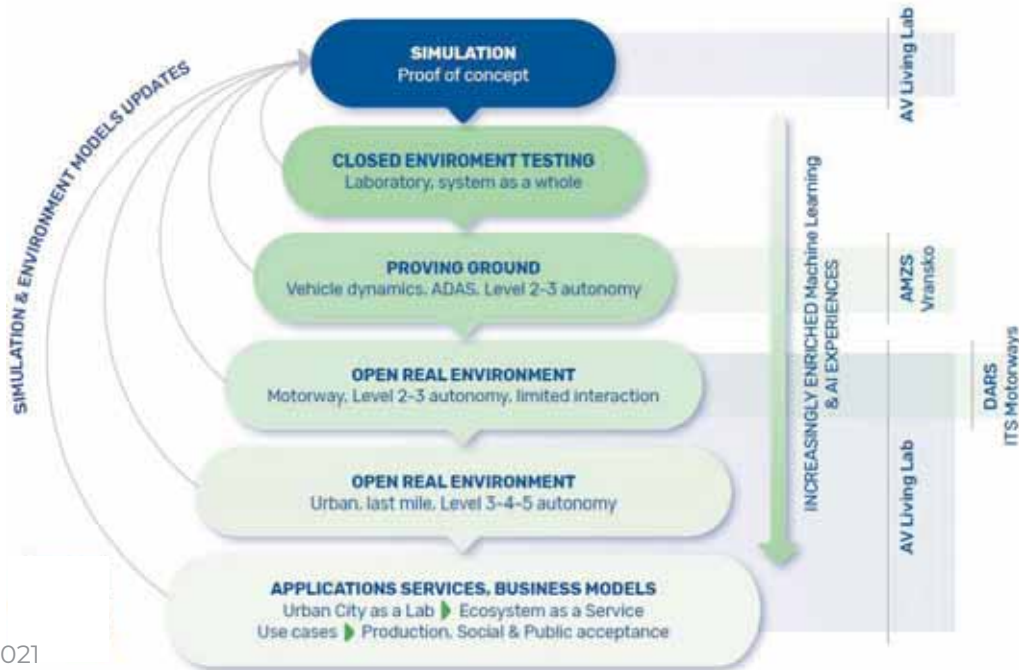 SIMULATION
Proof of concept
CLOSED ENVIROMENT TESTING
Laboratory, system as a whole
PROVING GROUND
Vehicle dynamics, ADAS, Level 2-3 autonomy
OPEN REAL ENVIRONMENT
Motorway, Level 2-3 autonomy, limited interaction
OPEN REAL ENVIRONMENT
Urban, last mile, Level 3-4-5 autonomy
APPLICATIONS SERVICES, BUSINESS MODELS
Urban City as a Lab Ecosystem as a Service
Use cases Production, Social & Public acceptance
SIMULATION & ENVIRONMENT MODELS UPDATES
INCREASINGLY ENRICHED Machine Learning
& AI EXPERIENCES
AV Living Lab
AMZS
Vransko
DARS
ITS Motorways
AV Living Lab
021